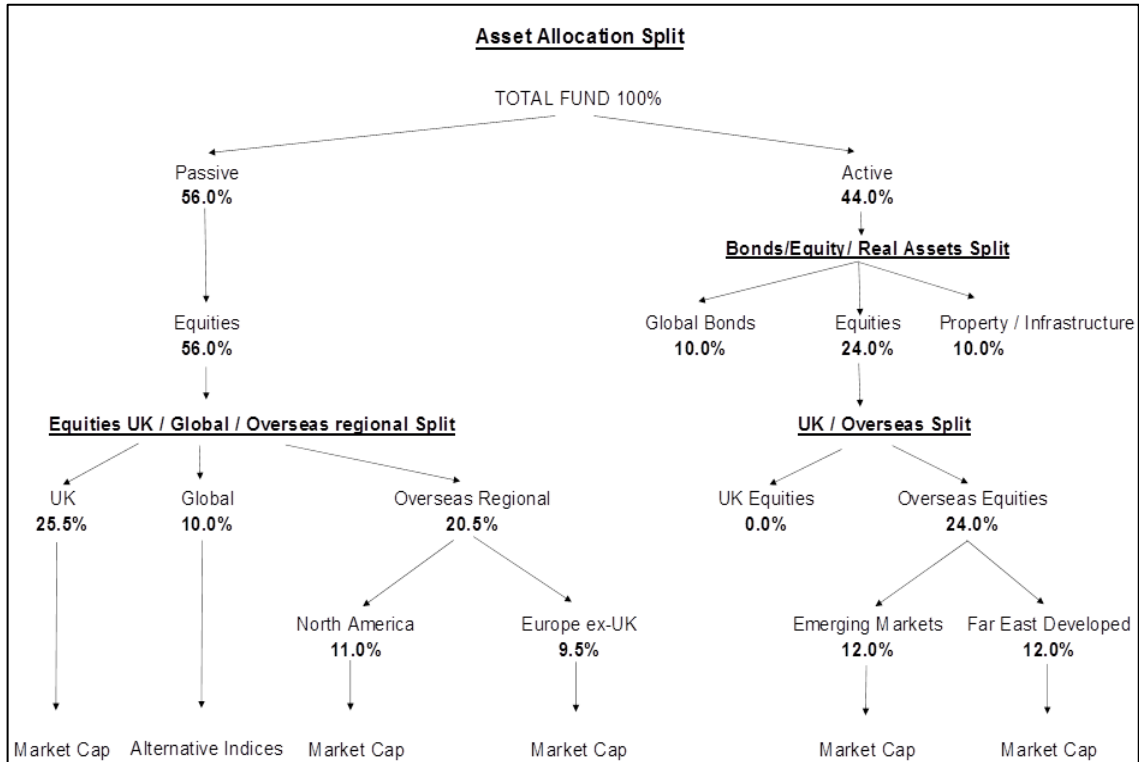 Asset Allocation Split
TOTAL FUND 100%
Passive
56.0%
Active
44.0%
Bonds/Equity/ Real Assets Split
Equities
56.0%
Global Bonds
10.0%
Equities
24.0%
Property / Infrastructure
10.0%
Equities UK / Global / Overseas regional Split
UK / Overseas Split
UK
25.5%
Global
10.0%
Overseas Regional
20.5%
UK Equities
0.0%
Overseas Equities
24.0%
North America
11.0%
Europe ex-UK
9.5%
Emerging Markets
12.0%
Far East Developed
12.0%
Market Cap
Alternative Indices
Market Cap
Market Cap
Market Cap
Market Cap